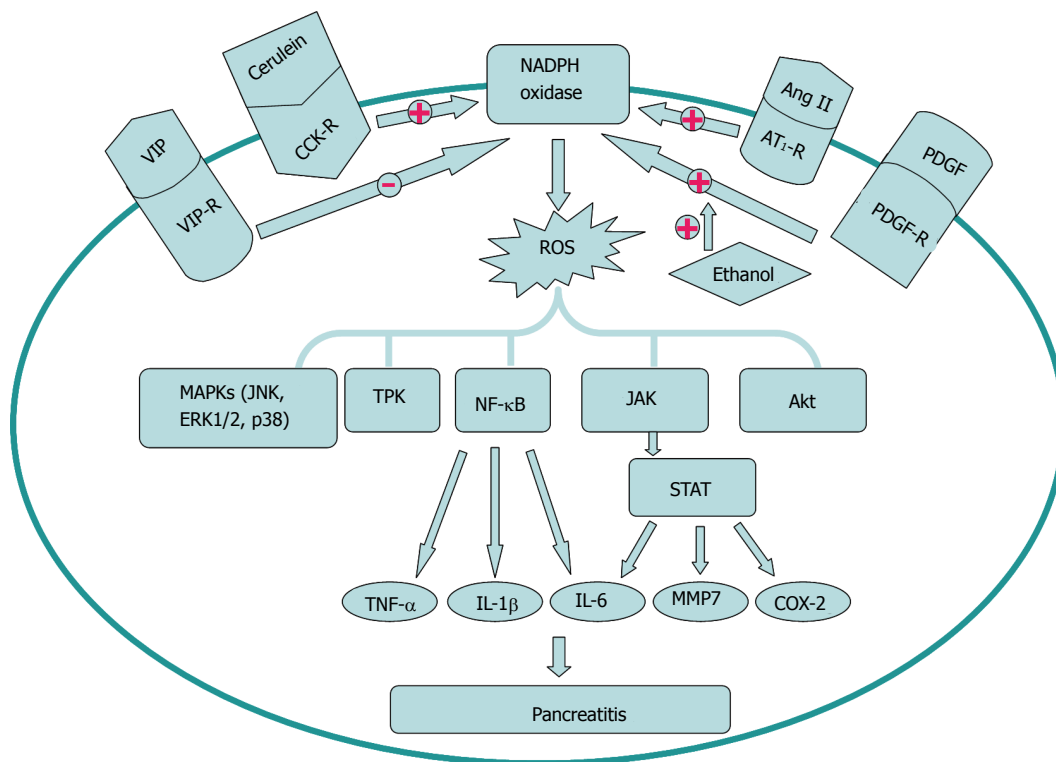 Cerulein
CCK-R
NADPH
oxidase
Ang II
AT₁-R
VIP
VIP-R
PDGF
PDGF-R
+
+
−
+
+
ROS
Ethanol
MAPKs (JNK,
ERK1/2, p38)
TPK
NF-κB
JAK
Akt
STAT
TNF-α
IL-1β
IL-6
MMP7
COX-2
Pancreatitis